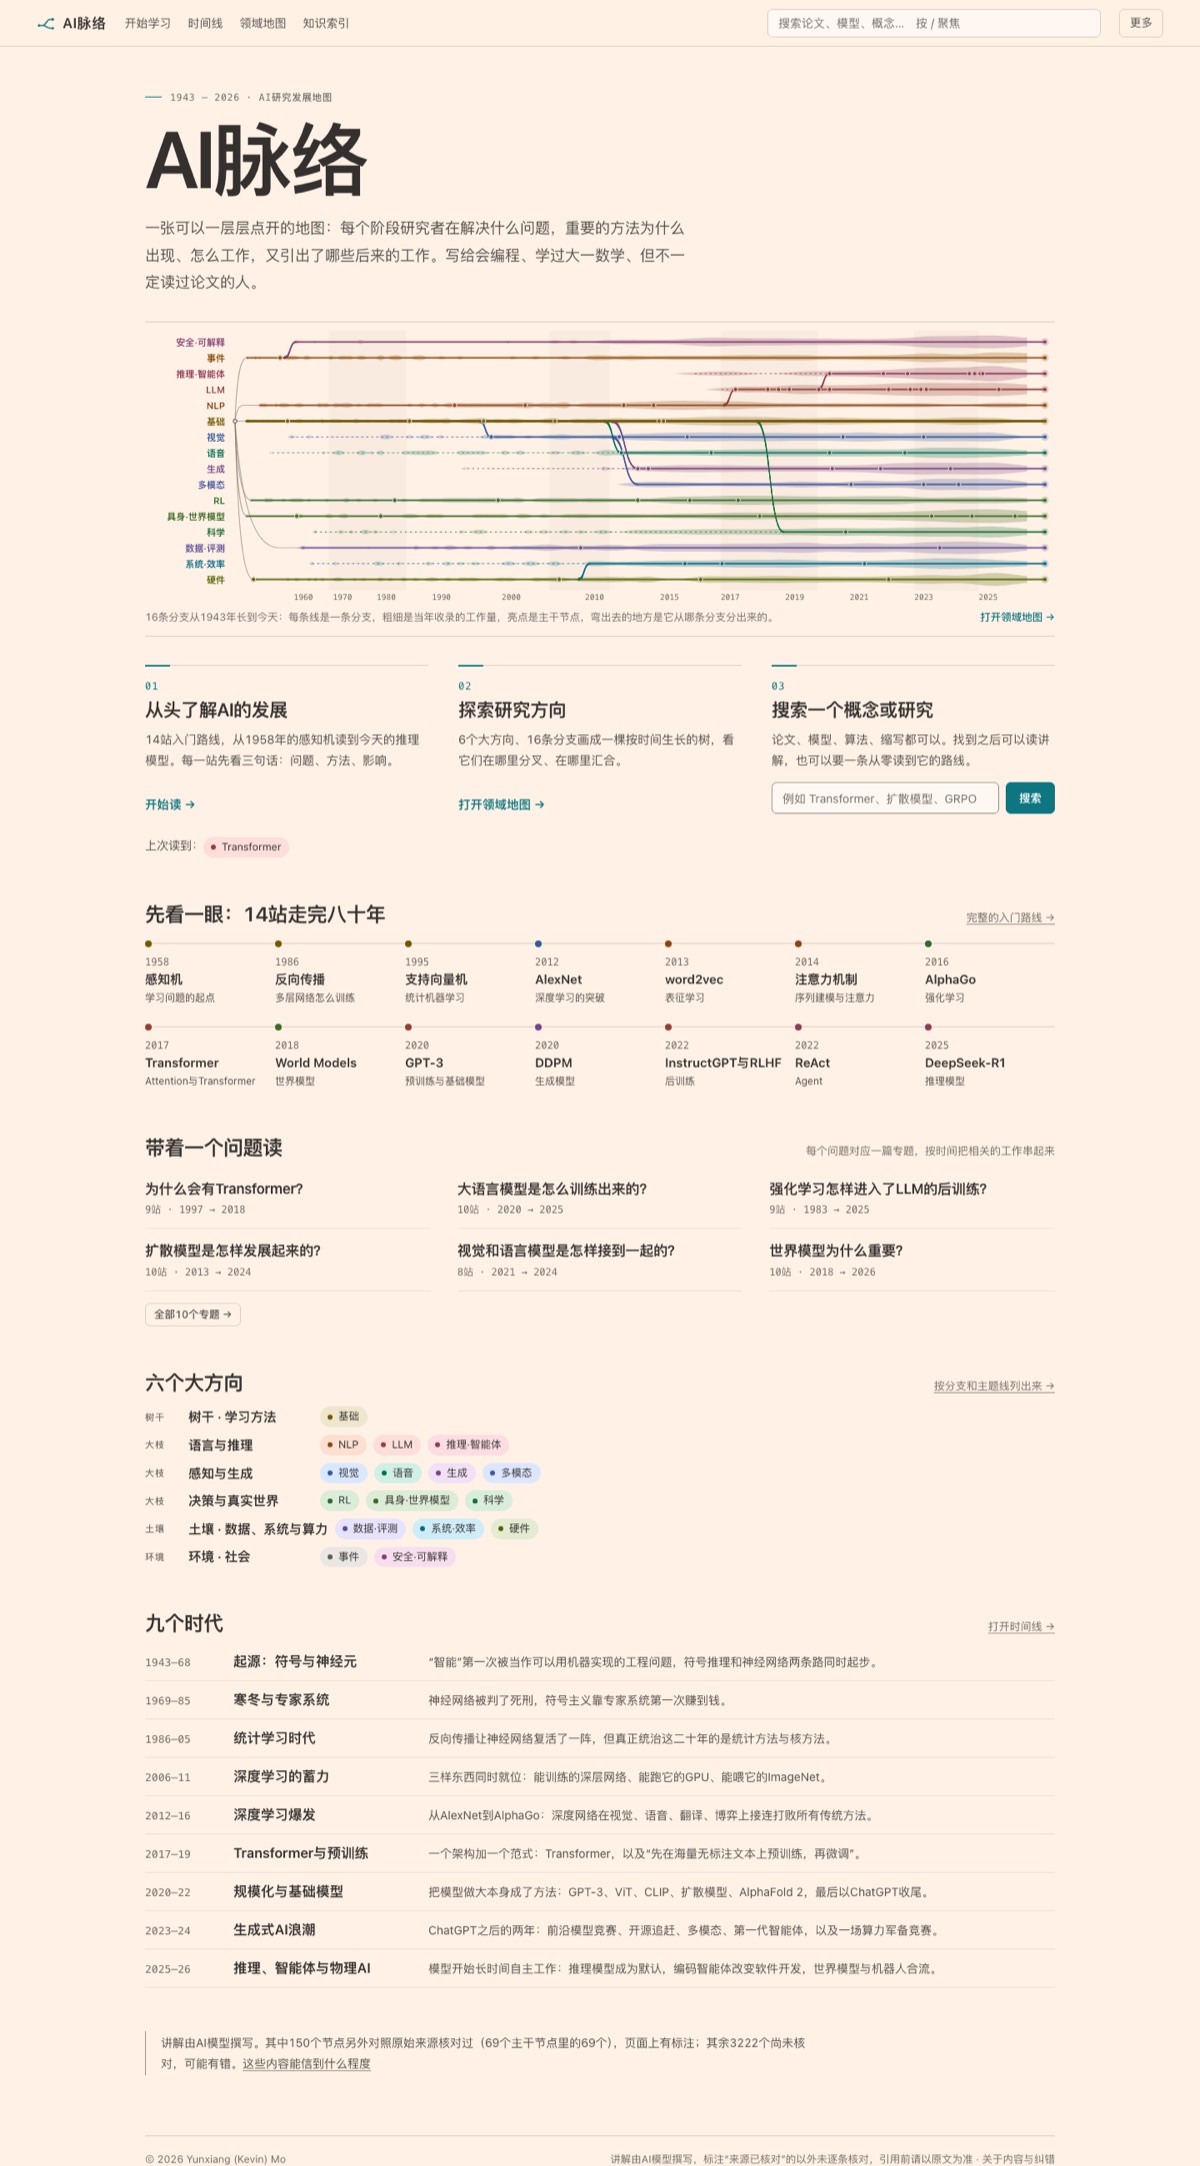 AI脉络 开始学习 时间线 领域地图 知识索引 搜索论文、模型、概念… 按 / 聚焦 更多
1943 — 2026 · AI研究发展地图
AI脉络
一张可以一层层点开的地图：每个阶段研究者在解决什么问题，重要的方法为什么
出现、怎么工作，又引出了哪些后来的工作。写给会编程、学过大一数学、但不一
定读过论文的人。
安全·可解释
事件
推理·智能体
LLM
NLP
基础
视觉
语音
生成
多模态
RL
具身·世界模型
科学
数据·评测
系统·效率
硬件
1960 1970 1980 1990 2000 2010 2015 2017 2019 2021 2023 2025
16条分支从1943年长到今天：每条线是一条分支，粗细是当年收录的工作量，亮点是主干节点，弯出去的地方是它从哪条分支分出来的。 打开领域地图 →
01
从头了解AI的发展
14站入门路线，从1958年的感知机读到今天的推理
模型。每一站先看三句话：问题、方法、影响。
开始读 →
02
探索研究方向
6个大方向、16条分支画成一棵按时间生长的树，看
它们在哪里分叉、在哪里汇合。
打开领域地图 →
03
搜索一个概念或研究
论文、模型、算法、缩写都可以。找到之后可以读讲
解，也可以要一条从零读到它的路线。
例如 Transformer、扩散模型、GRPO 搜索
上次读到： Transformer
先看一眼：14站走完八十年 完整的入门路线 →
1958 1986 1995 2012 2013 2014 2016
感知机 反向传播 支持向量机 AlexNet word2vec 注意力机制 AlphaGo
学习问题的起点 多层网络怎么训练 统计机器学习 深度学习的突破 表征学习 序列建模与注意力 强化学习
2017 2018 2020 2020 2022 2022 2025
Transformer World Models GPT-3 DDPM InstructGPT与RLHF ReAct DeepSeek-R1
Attention与Transformer 世界模型 预训练与基础模型 生成模型 后训练 Agent 推理模型
带着一个问题读 每个问题对应一篇专题，按时间把相关的工作串起来
为什么会有Transformer? 大语言模型是怎么训练出来的? 强化学习怎样进入了LLM的后训练?
9站 · 1997 → 2018 10站 · 2020 → 2025 9站 · 1983 → 2025
扩散模型是怎样发展起来的? 视觉和语言模型是怎样接到一起的? 世界模型为什么重要?
10站 · 2013 → 2024 8站 · 2021 → 2024 10站 · 2018 → 2026
全部10个专题 →
六个大方向 按分支和主题线列出来 →
树干 树干 · 学习方法 基础
大枝 语言与推理 NLP LLM 推理·智能体
大枝 感知与生成 视觉 语音 生成 多模态
大枝 决策与真实世界 RL 具身·世界模型 科学
土壤 土壤 · 数据、系统与算力 数据·评测 系统·效率 硬件
环境 环境 · 社会 事件 安全·可解释
九个时代 打开时间线 →
1943—68 起源：符号与神经元 “智能”第一次被当作可以用机器实现的工程问题，符号推理和神经网络两条路同时起步。
1969—85 寒冬与专家系统 神经网络被判了死刑，符号主义靠专家系统第一次赚到钱。
1986—05 统计学习时代 反向传播让神经网络复活了一阵，但真正统治这二十年的是统计方法与核方法。
2006—11 深度学习的蓄力 三样东西同时就位：能训练的深层网络、能跑它的GPU、能喂它的ImageNet。
2012—16 深度学习爆发 从AlexNet到AlphaGo：深度网络在视觉、语音、翻译、博弈上接连打败所有传统方法。
2017—19 Transformer与预训练 一个架构加一个范式：Transformer，以及“先在海量无标注文本上预训练，再微调”。
2020—22 规模化与基础模型 把模型做大本身成了方法：GPT-3、ViT、CLIP、扩散模型、AlphaFold 2，最后以ChatGPT收尾。
2023—24 生成式AI浪潮 ChatGPT之后的两年：前沿模型竞赛、开源追赶、多模态、第一代智能体，以及一场算力军备竞赛。
2025—26 推理、智能体与物理AI 模型开始长时间自主工作：推理模型成为默认，编码智能体改变软件开发，世界模型与机器人合流。
讲解由AI模型撰写。其中150个节点另外对照原始来源核对过（69个主干节点里的69个），页面上有标注；其余3222个尚未核
对，可能有错。这些内容能信到什么程度
© 2026 Yunxiang (Kevin) Mo 讲解由AI模型撰写，标注“来源已核对”的以外未逐条核对，引用前请以原文为准 · 关于内容与纠错